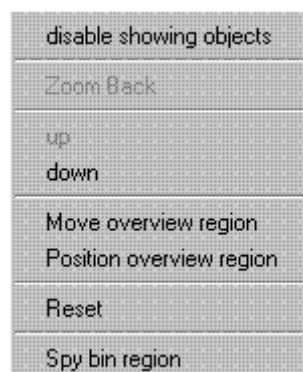 disable showing objects
Zoom Back
up
down
Move overview region
Position overview region
Reset
Spy bin region